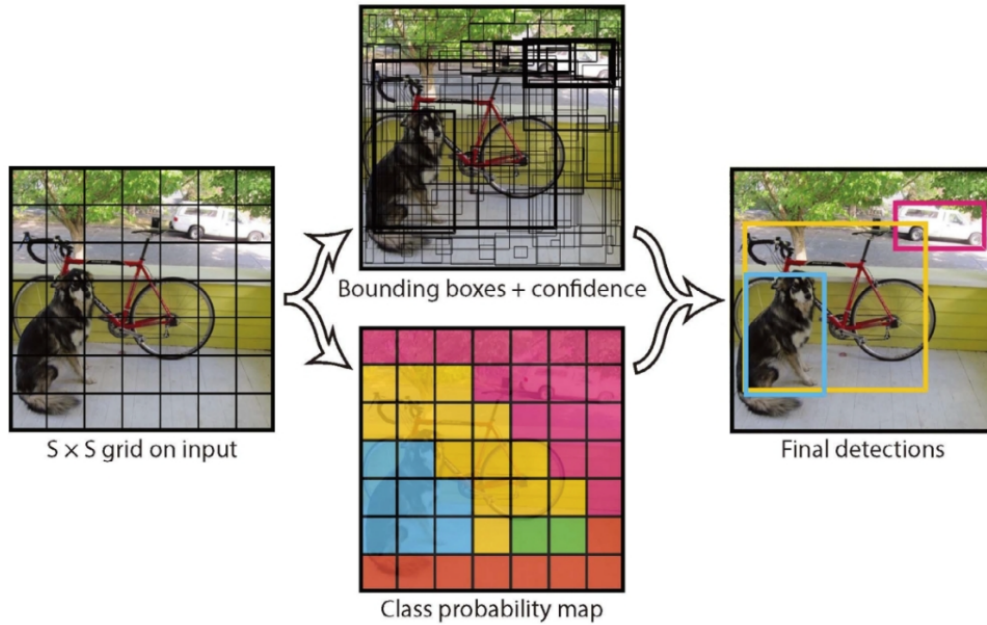 S × S grid on input
Bounding boxes + confidence
Class probability map
Final detections